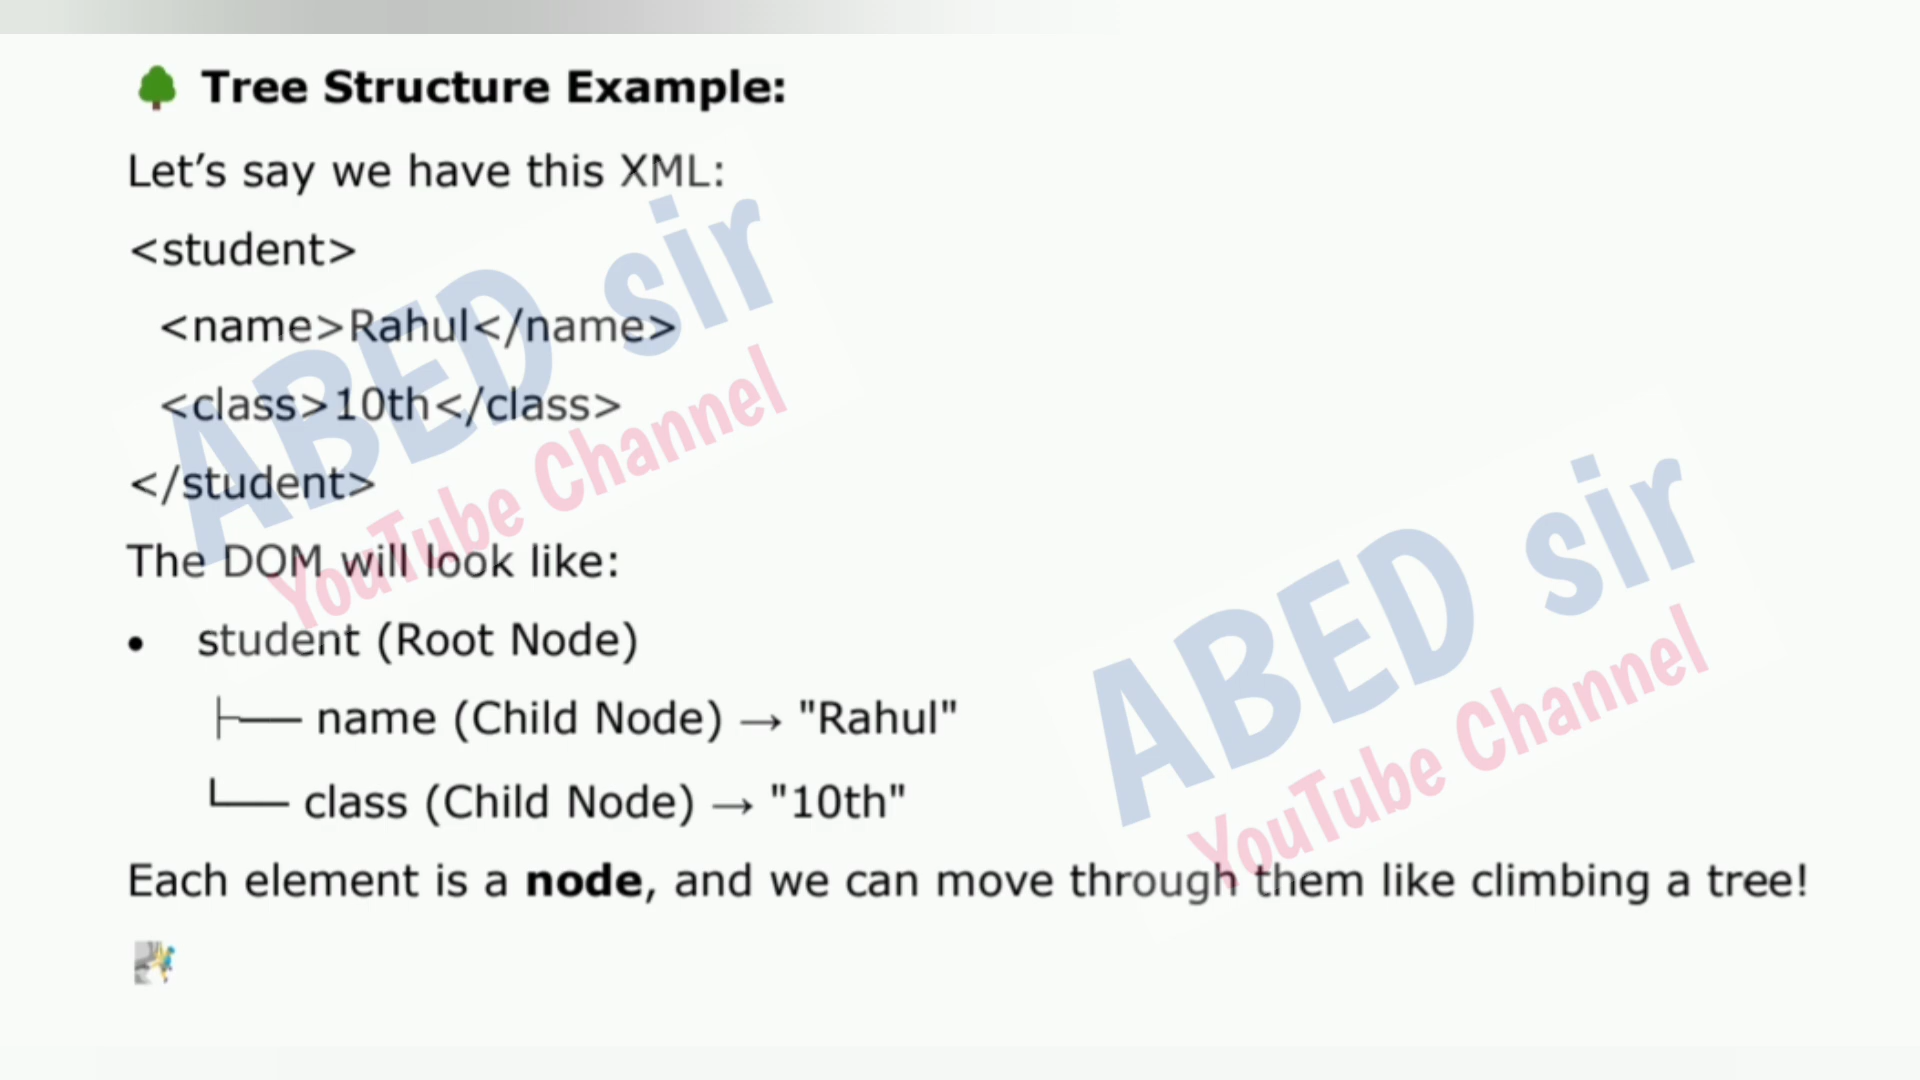 🌳 Tree Structure Example:
Let’s say we have this XML:
<student>
<name>Rahul</name>
<class>10th</class>
</student>
The DOM will look like:
• student (Root Node)
├── name (Child Node) → "Rahul"
└── class (Child Node) → "10th"
Each element is a node, and we can move through them like climbing a tree!
ABED sir
YouTube Channel
ABED sir
YouTube Channel